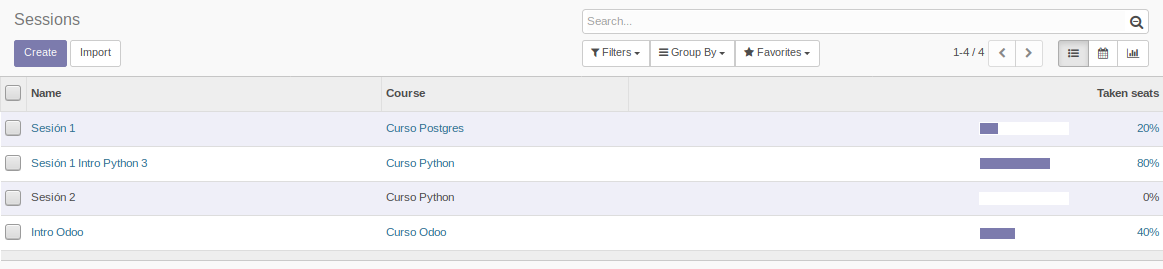 Sessions
Search...
Create Import
Filters Group By Favorites 1-4 / 4
Name Course Taken seats
Sesión 1 Curso Postgres 20%
Sesión 1 Intro Python 3 Curso Python 80%
Sesión 2 Curso Python 0%
Intro Odoo Curso Odoo 40%